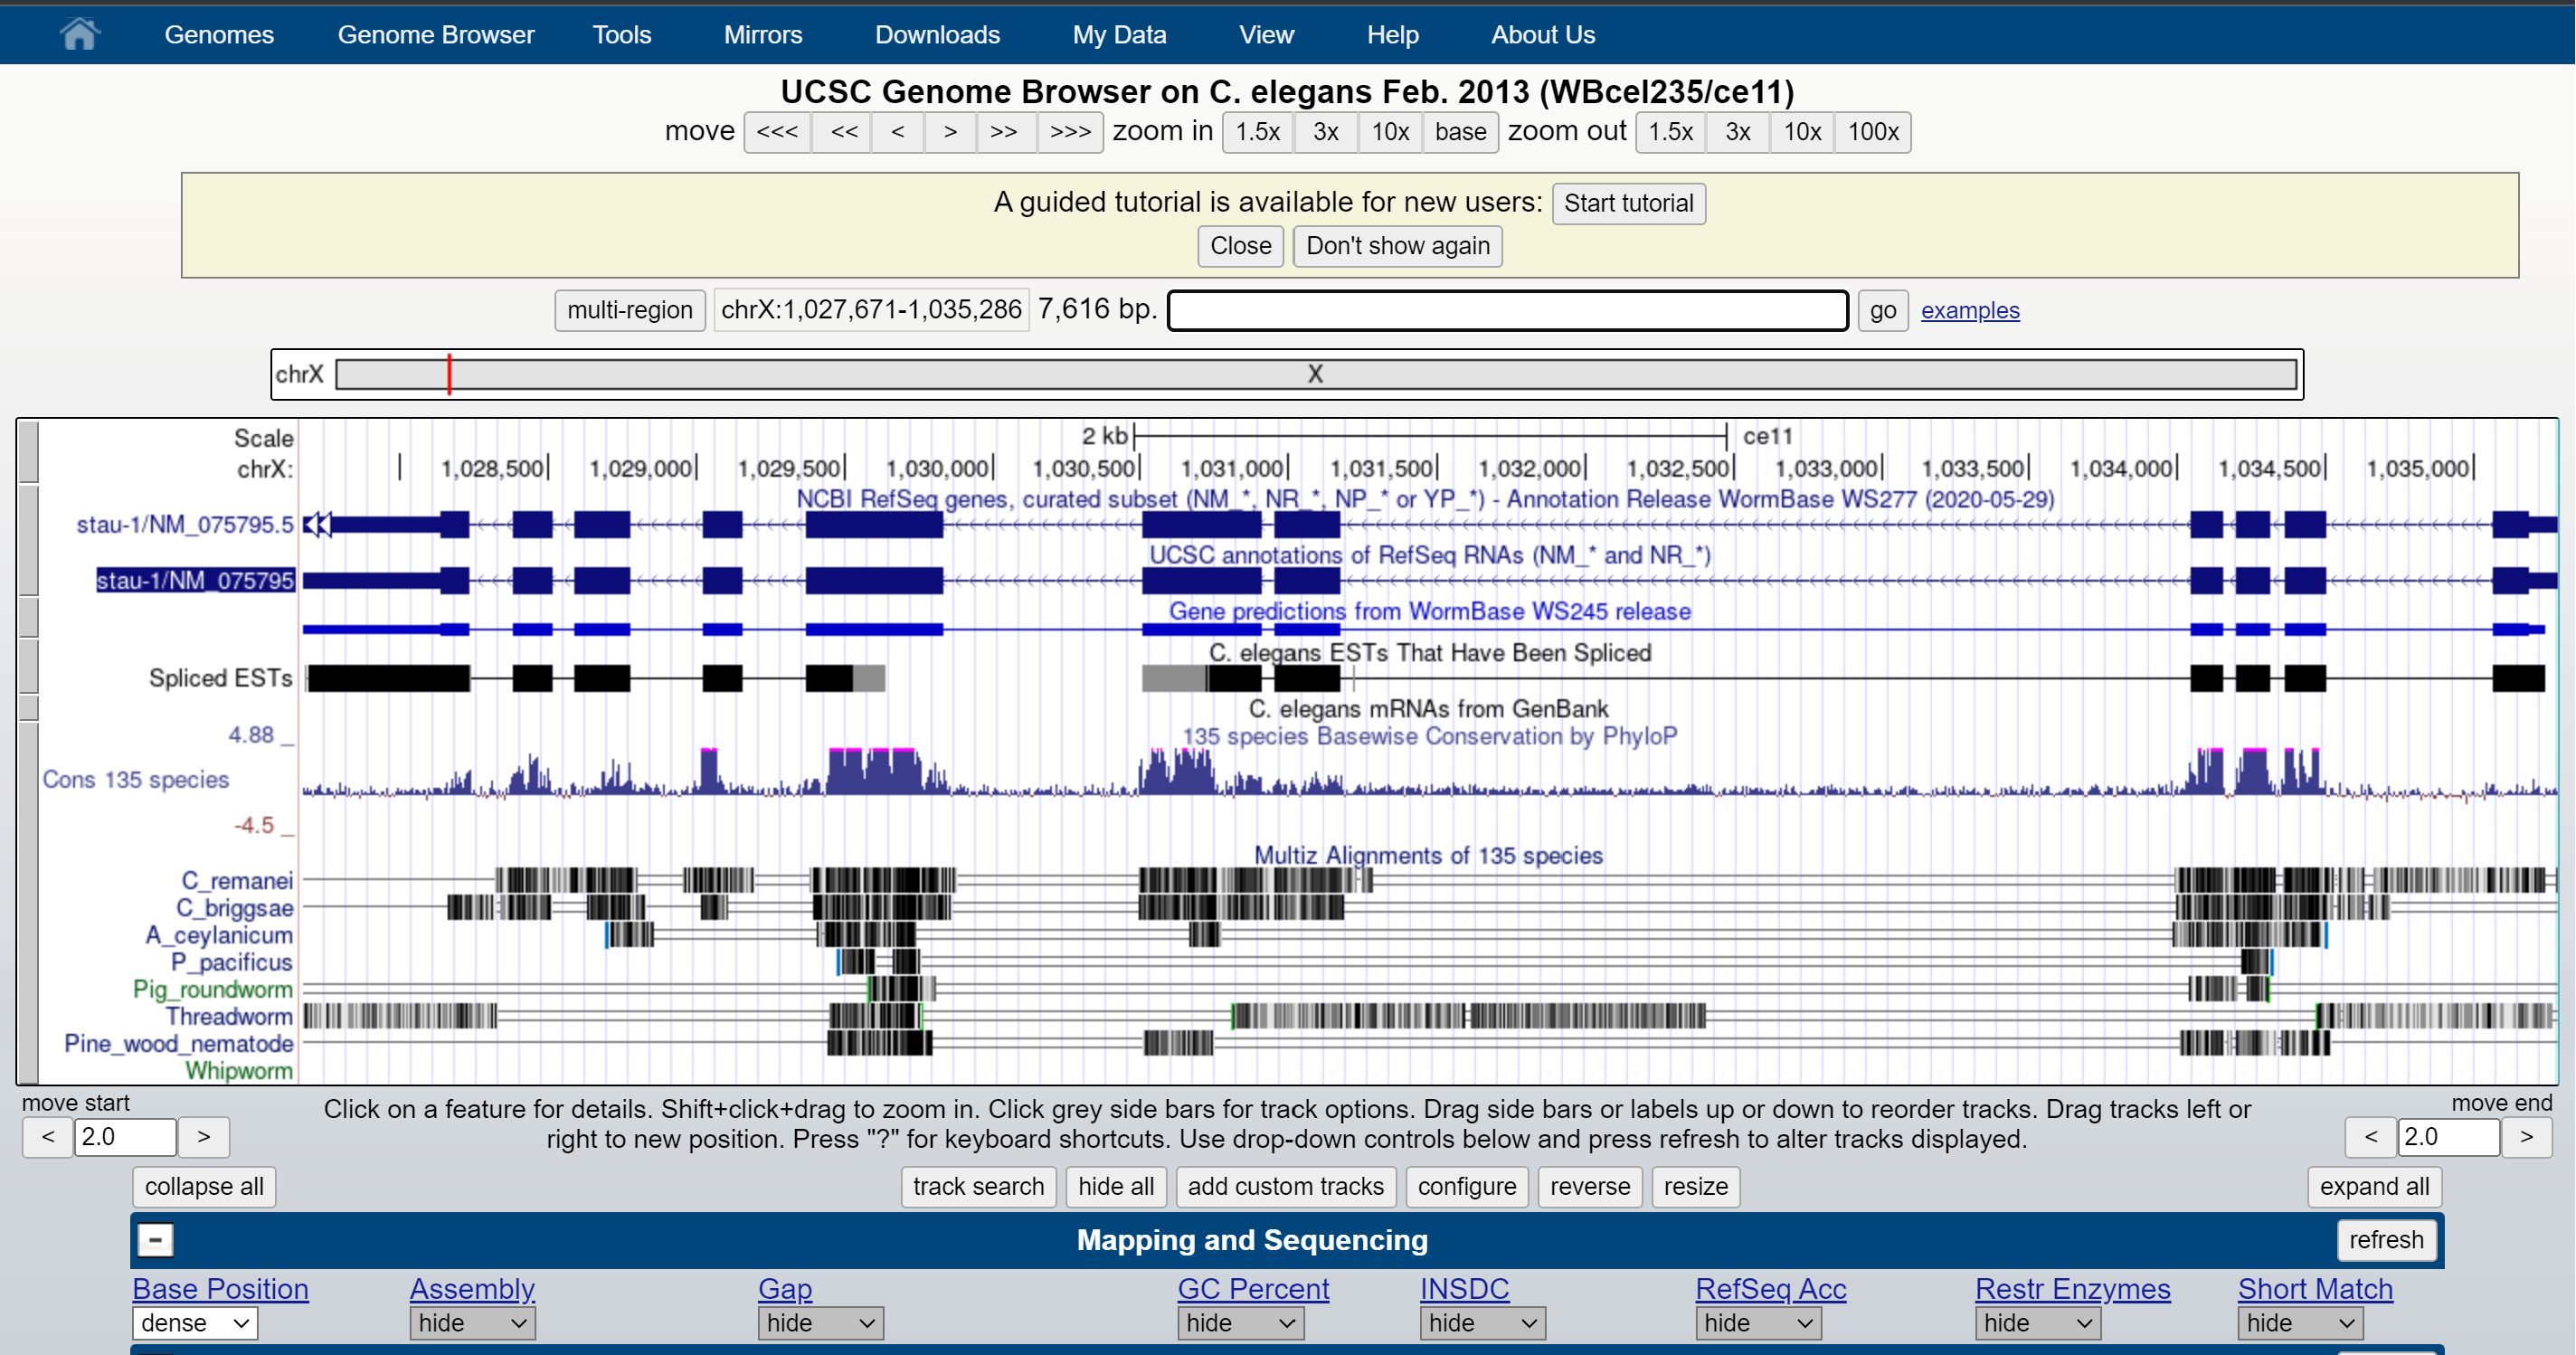 Genomes Genome Browser Tools Mirrors Downloads My Data View Help About Us
UCSC Genome Browser on C. elegans Feb. 2013 (WBcel235/ce11)
move <<< << < > >> >>> zoom in 1.5x 3x 10x base zoom out 1.5x 3x 10x 100x
A guided tutorial is available for new users: Start tutorial
Close Don't show again
multi-region chrX:1,027,671-1,035,286 7,616 bp. go examples
chrX X
Scale 2 kb ce11
chrX: 1,028,500 1,029,000 1,029,500 1,030,000 1,030,500 1,031,000 1,031,500 1,032,000 1,032,500 1,033,000 1,033,500 1,034,000 1,034,500 1,035,000
NCBI RefSeq genes, curated subset (NM_*, NR_*, NP_* or YP_*) - Annotation Release WormBase WS277 (2020-05-29)
stau-1/NM_075795.5
UCSC annotations of RefSeq RNAs (NM_* and NR_*)
stau-1/NM_075795
Gene predictions from WormBase WS245 release
C. elegans ESTs That Have Been Spliced
Spliced ESTs
C. elegans mRNAs from GenBank
4.88 _ 135 species Basewise Conservation by PhyloP
Cons 135 species
-4.5 _
Multiz Alignments of 135 species
C_remanei
C_briggsae
A_ceylanicum
P_pacificus
Pig_roundworm
Threadworm
Pine_wood_nematode
Whipworm
move start Click on a feature for details. Shift+click+drag to zoom in. Click grey side bars for track options. Drag side bars or labels up or down to reorder tracks. Drag tracks left or move end
< 2.0 > right to new position. Press "?" for keyboard shortcuts. Use drop-down controls below and press refresh to alter tracks displayed. < 2.0 >
collapse all track search hide all add custom tracks configure reverse resize expand all
- Mapping and Sequencing refresh
Base Position Assembly Gap GC Percent INSDC RefSeq Acc Restr Enzymes Short Match
dense hide hide hide hide hide hide hide